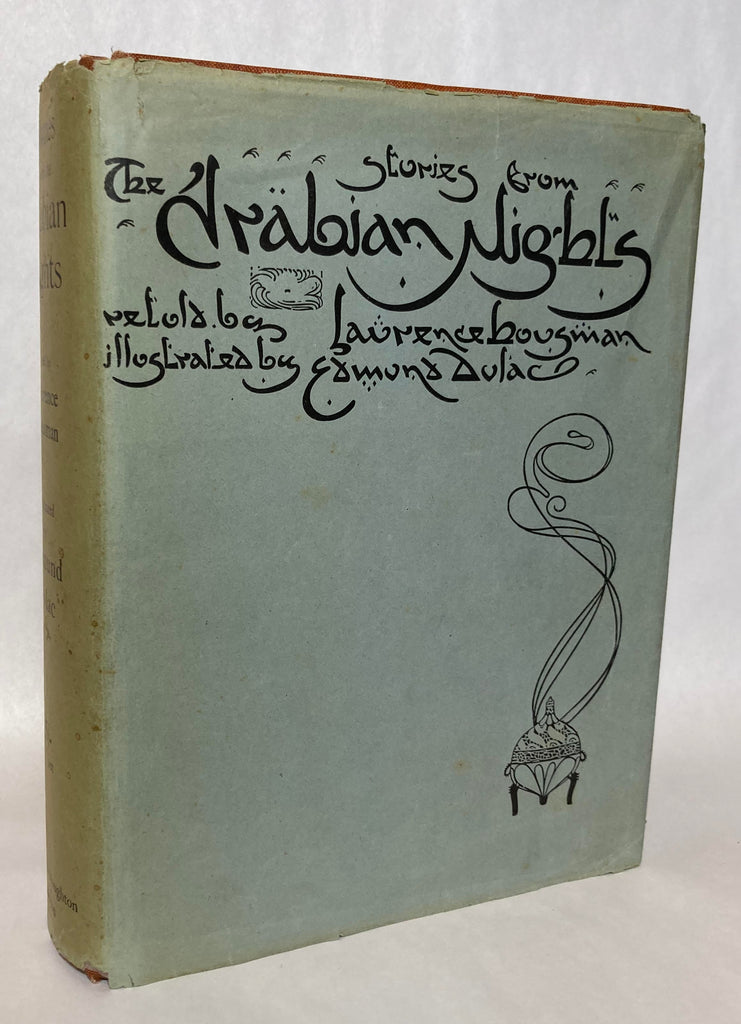 stories from
The Arabian Nights
retold. by Laurence housman
illustrated by Edmund Dulac